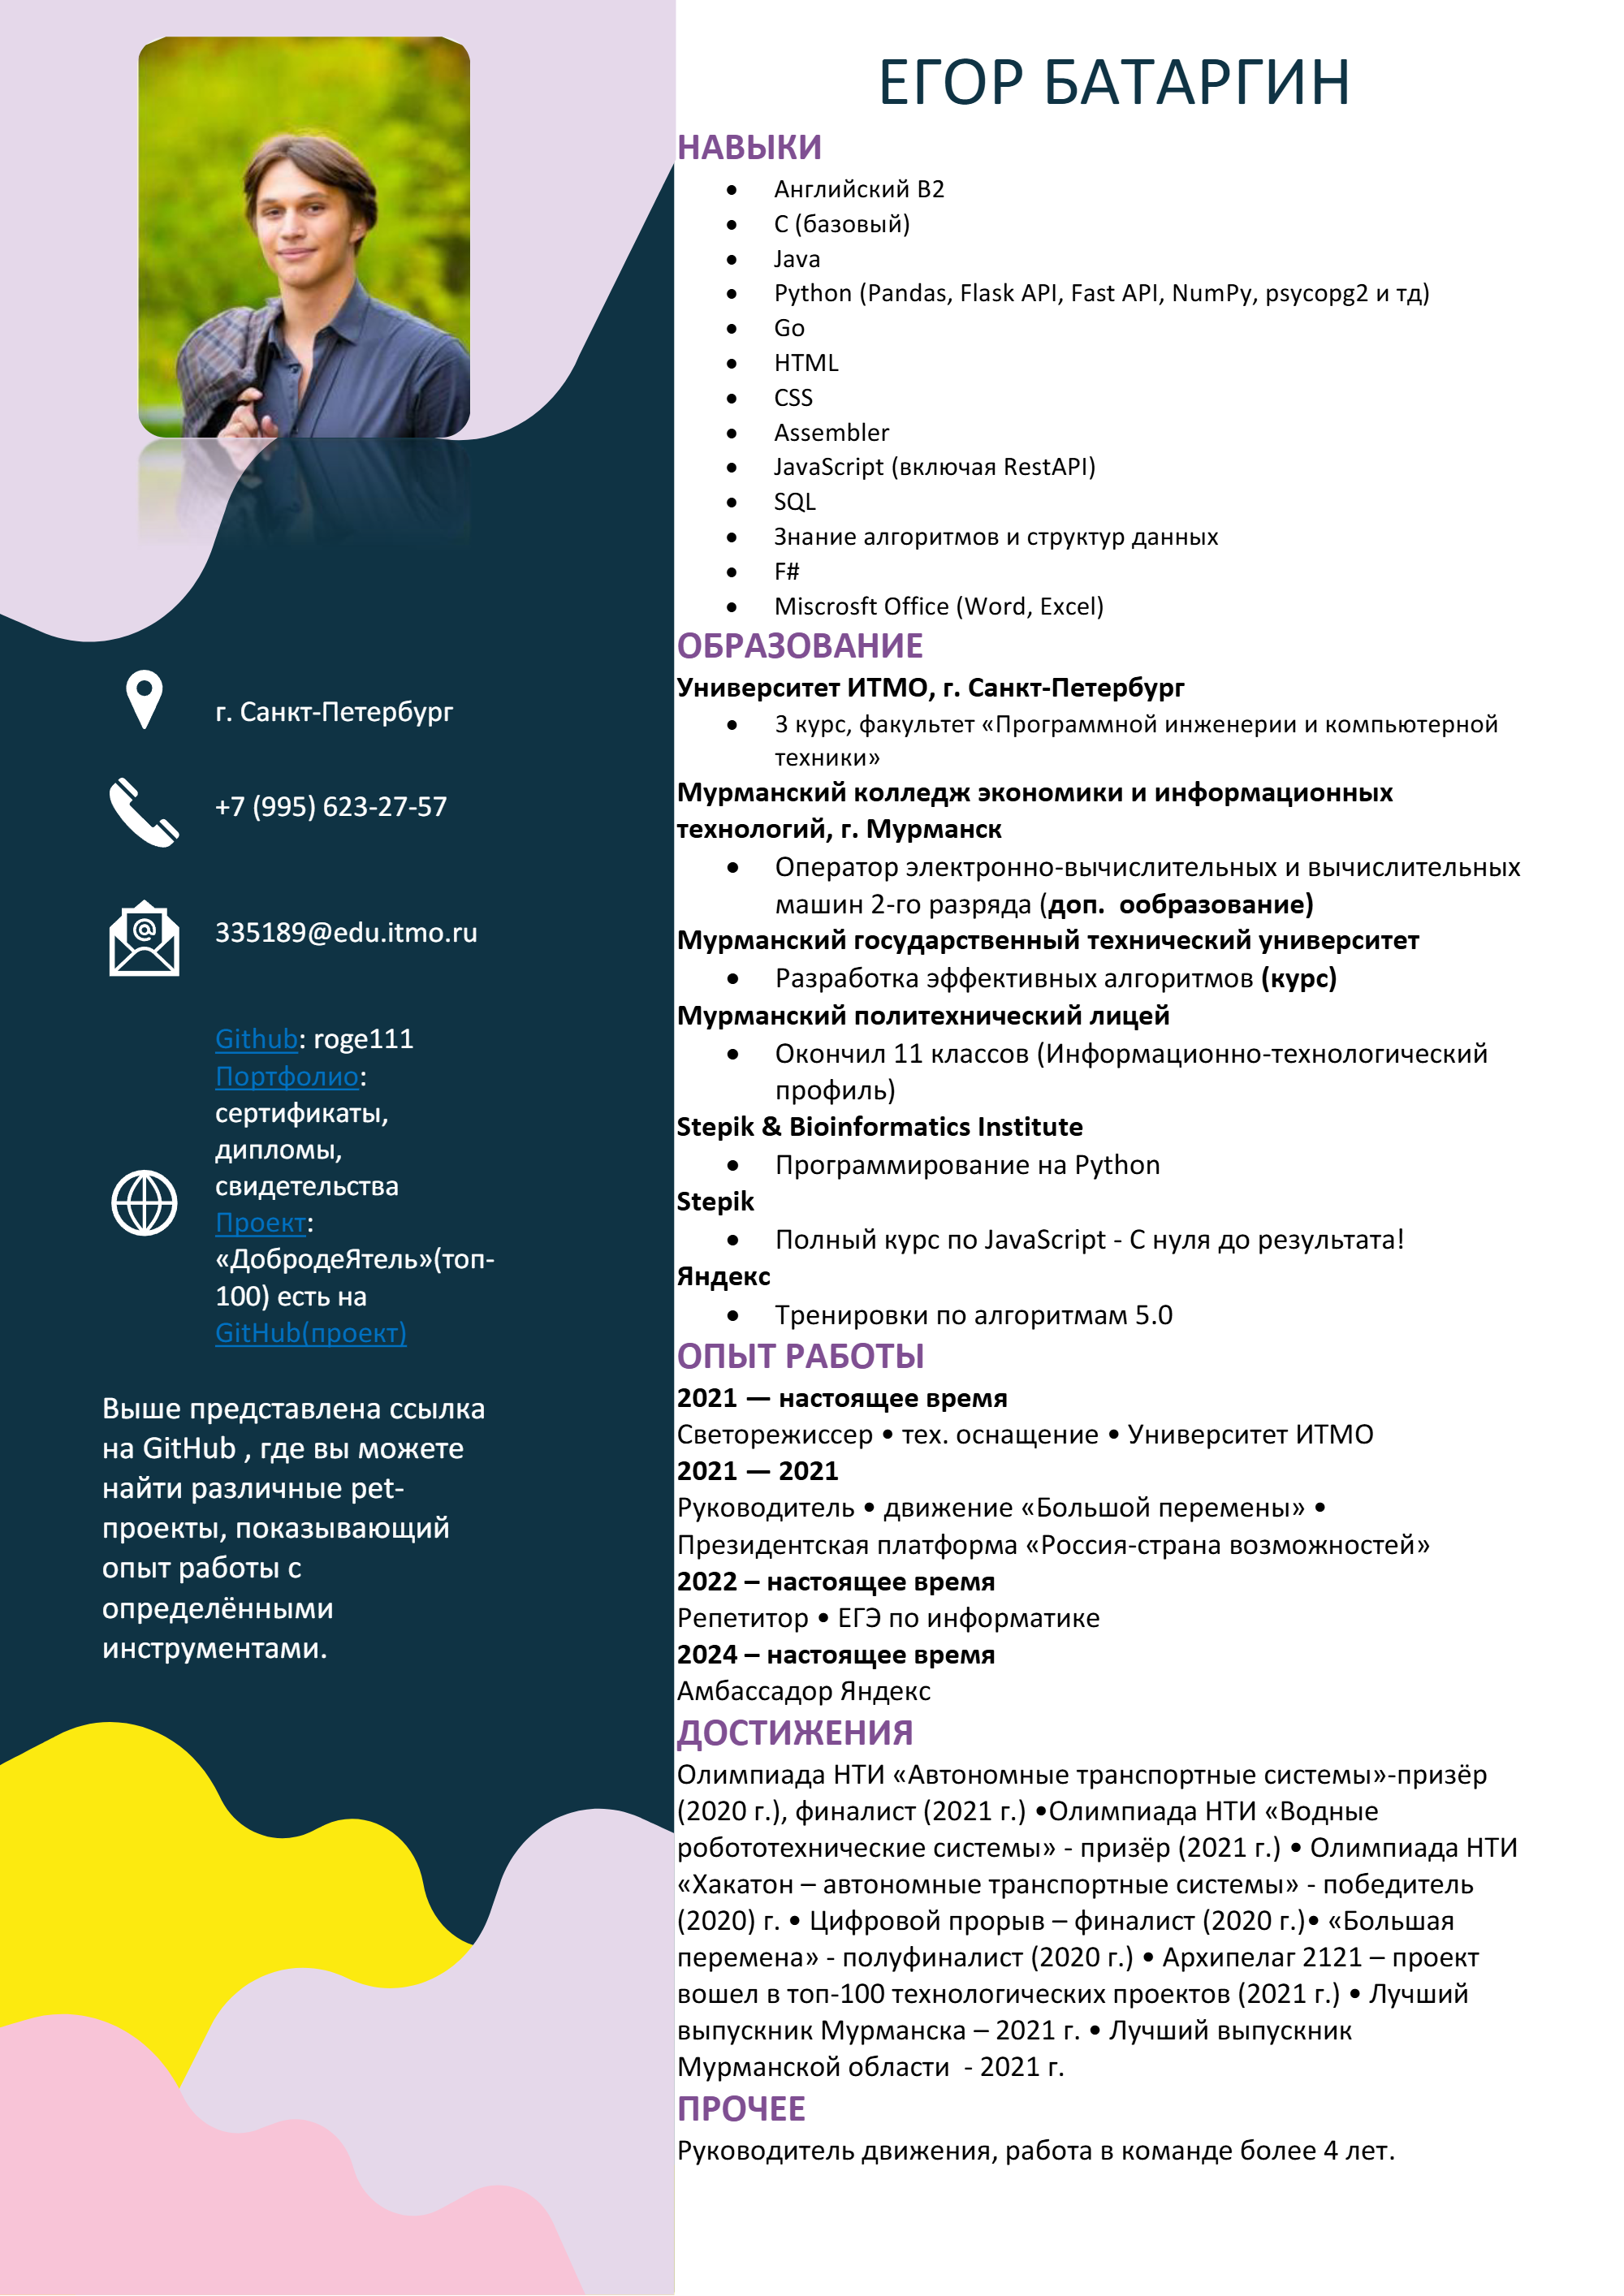 ЕГОР БАТАРГИН
НАВЫКИ
• Английский B2
• C (базовый)
• Java
• Python (Pandas, Flask API, Fast API, NumPy, psycopg2 и тд)
• Go
• HTML
• CSS
• Assembler
• JavaScript (включая RestAPI)
• SQL
• Знание алгоритмов и структур данных
• F#
• Miscrosft Office (Word, Excel)
ОБРАЗОВАНИЕ
Университет ИТМО, г. Санкт-Петербург
• 3 курс, факультет «Программной инженерии и компьютерной
техники»
Мурманский колледж экономики и информационных
технологий, г. Мурманск
• Оператор электронно-вычислительных и вычислительных
машин 2-го разряда (доп. ообразование)
Мурманский государственный технический университет
• Разработка эффективных алгоритмов (курс)
Мурманский политехнический лицей
• Окончил 11 классов (Информационно-технологический
профиль)
Stepik & Bioinformatics Institute
• Программирование на Python
Stepik
• Полный курс по JavaScript - С нуля до результата!
Яндекс
• Тренировки по алгоритмам 5.0
ОПЫТ РАБОТЫ
2021 — настоящее время
Светорежиссер • тех. оснащение • Университет ИТМО
2021 — 2021
Руководитель • движение «Большой перемены» •
Президентская платформа «Россия-страна возможностей»
2022 – настоящее время
Репетитор • ЕГЭ по информатике
2024 – настоящее время
Амбассадор Яндекс
ДОСТИЖЕНИЯ
Олимпиада НТИ «Автономные транспортные системы»-призёр
(2020 г.), финалист (2021 г.) •Олимпиада НТИ «Водные
робототехнические системы» - призёр (2021 г.) • Олимпиада НТИ
«Хакатон – автономные транспортные системы» - победитель
(2020) г. • Цифровой прорыв – финалист (2020 г.)• «Большая
перемена» - полуфиналист (2020 г.) • Архипелаг 2121 – проект
вошел в топ-100 технологических проектов (2021 г.) • Лучший
выпускник Мурманска – 2021 г. • Лучший выпускник
Мурманской области - 2021 г.
ПРОЧЕЕ
Руководитель движения, работа в команде более 4 лет.
г. Санкт-Петербург
+7 (995) 623-27-57
335189@edu.itmo.ru
Github: roge111
Портфолио:
сертификаты,
дипломы,
свидетельства
Проект:
«ДобродеЯтель»(топ-
100) есть на
GitHub(проект)
Выше представлена ссылка
на GitHub , где вы можете
найти различные pet-
проекты, показывающий
опыт работы с
определёнными
инструментами.